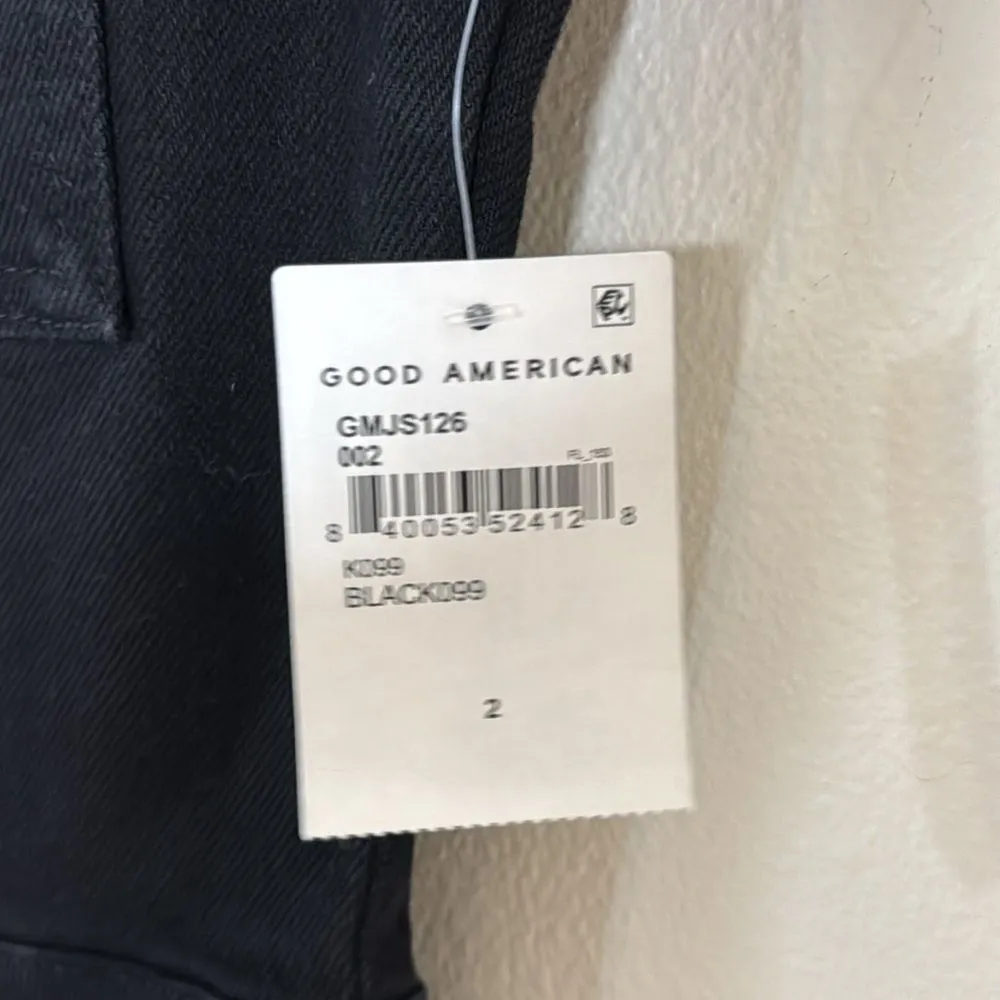 GOOD AMERICAN
GMJS126
002
8 40053 52412 8
K099
BLACK099
2